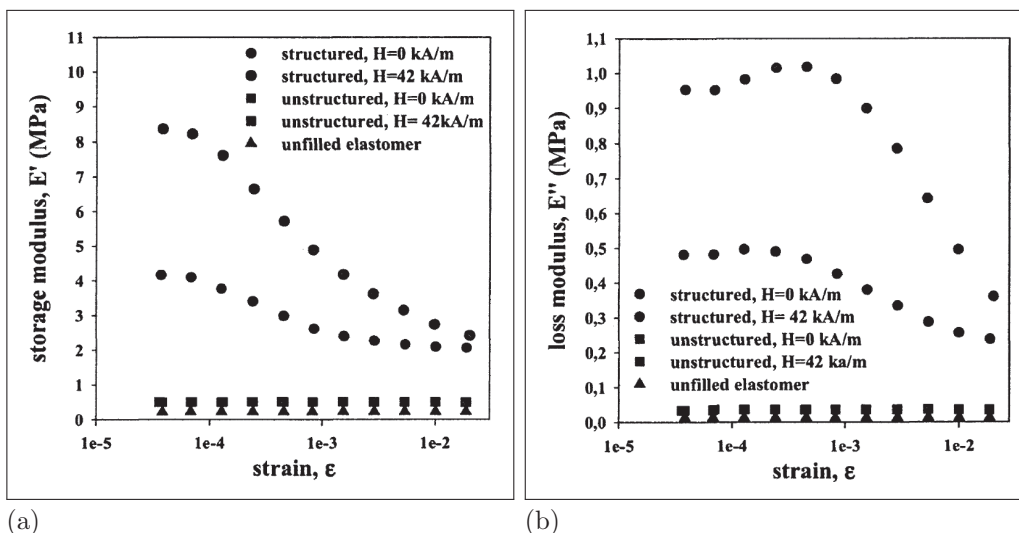 11
10
9
8
7
6
5
4
3
2
1
0
storage modulus, E' (MPa)
structured, H=0 kA/m
structured, H=42 kA/m
unstructured, H=0 kA/m
unstructured, H= 42kA/m
unfilled elastomer
1e-5 1e-4 1e-3 1e-2
strain, ε
(a)
1,1
1,0
0,9
0,8
0,7
0,6
0,5
0,4
0,3
0,2
0,1
0,0
loss modulus, E'' (MPa)
structured, H=0 kA/m
structured, H= 42 kA/m
unstructured, H=0 kA/m
unstructured, H=42 ka/m
unfilled elastomer
1e-5 1e-4 1e-3 1e-2
strain, ε
(b)